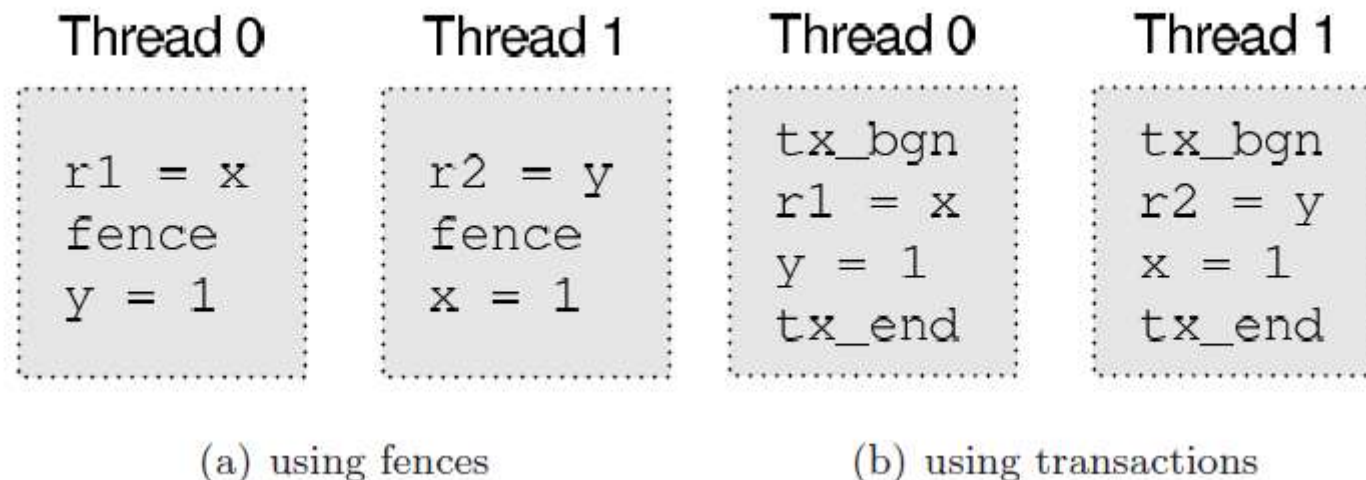 Thread 0
r1 = x
fence
y = 1
Thread 1
r2 = y
fence
x = 1
(a) using fences
Thread 0
tx_bgn
r1 = x
y = 1
tx_end
Thread 1
tx_bgn
r2 = y
x = 1
tx_end
(b) using transactions